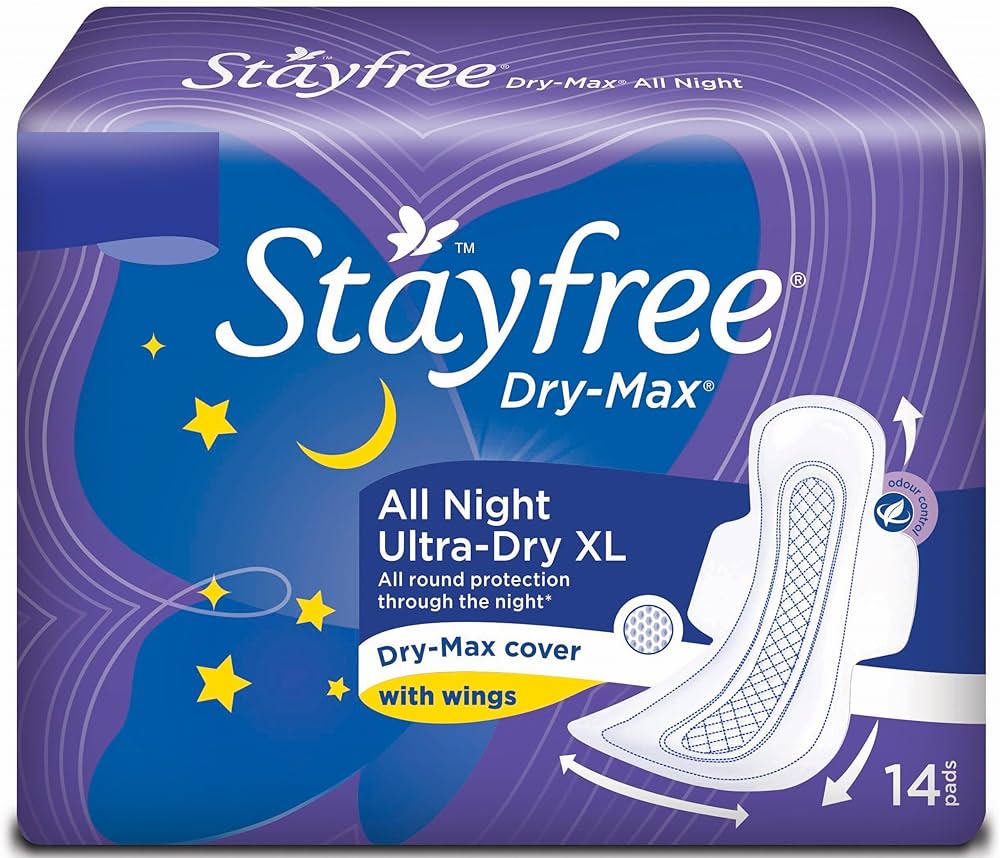 Stayfree® Dry-Max® All Night
Stayfree®
™
Dry-Max®
All Night
Ultra-Dry XL
All round protection
through the night*
Dry-Max cover
with wings
odour control
14 pads